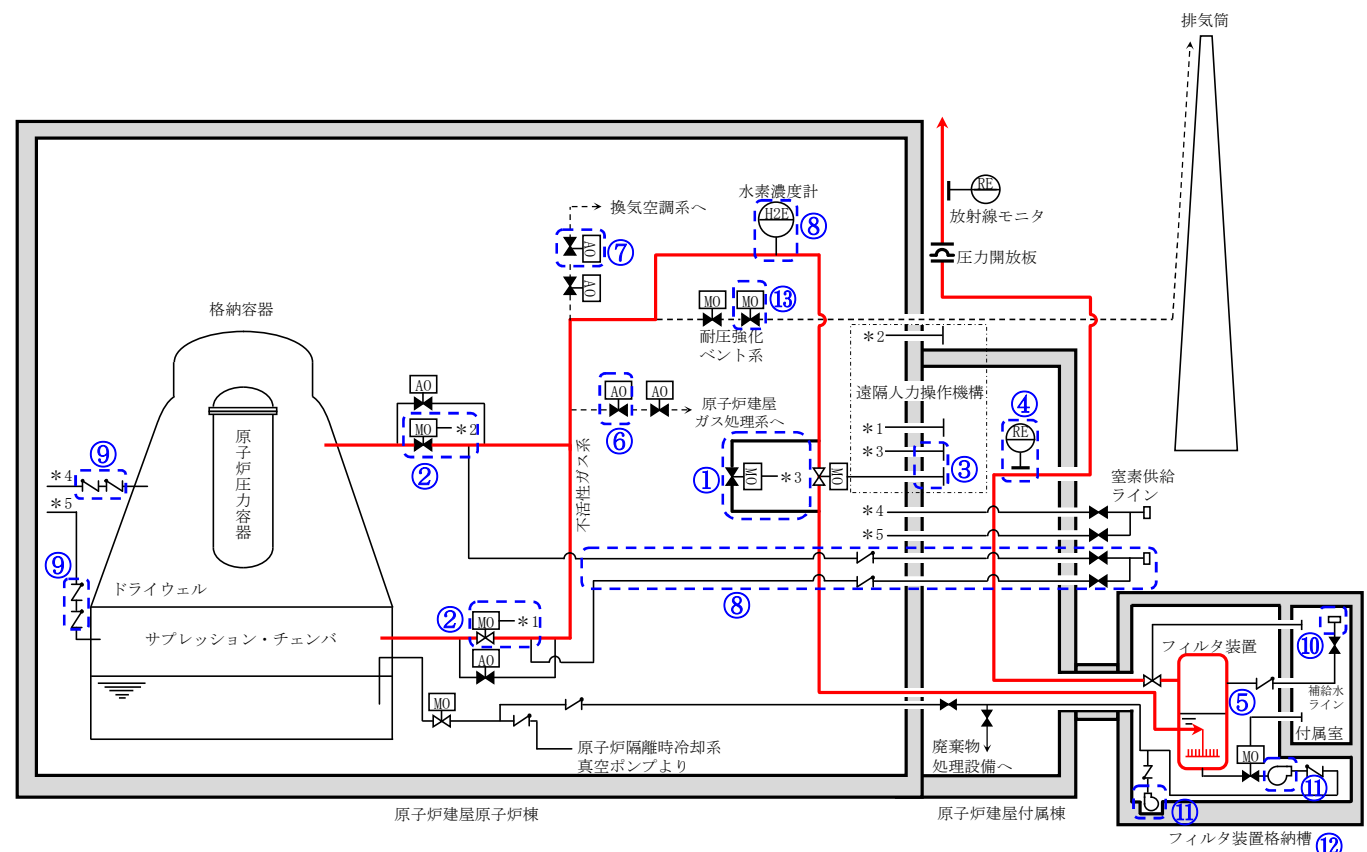 排気筒
水素濃度計
H2E
⑧
換気空調系へ
AO
⑦
AO
RE
放射線モニタ
圧力開放板
格納容器
MO
MO
⑬
耐圧強化
ベント系
*2
遠隔人力操作機構
AO
MO
*2
②
AO
AO
⑥
原子炉建屋
ガス処理系へ
④
RE
*1
*3
③
原子炉圧力容器
⑨
*4
*5
①
MO
*3
MO
不活性ガス系
窒素供給
ライン
*4
*5
⑨
⑧
ドライウェル
サプレッション・チェンバ
②
MO
*1
AO
MO
原子炉隔離時冷却系
真空ポンプより
廃棄物
処理設備へ
フィルタ装置
⑤
⑩
補給水
ライン
付属室
MO
⑪
⑪
原子炉建屋原子炉棟
原子炉建屋付属棟
フィルタ装置格納槽
⑫